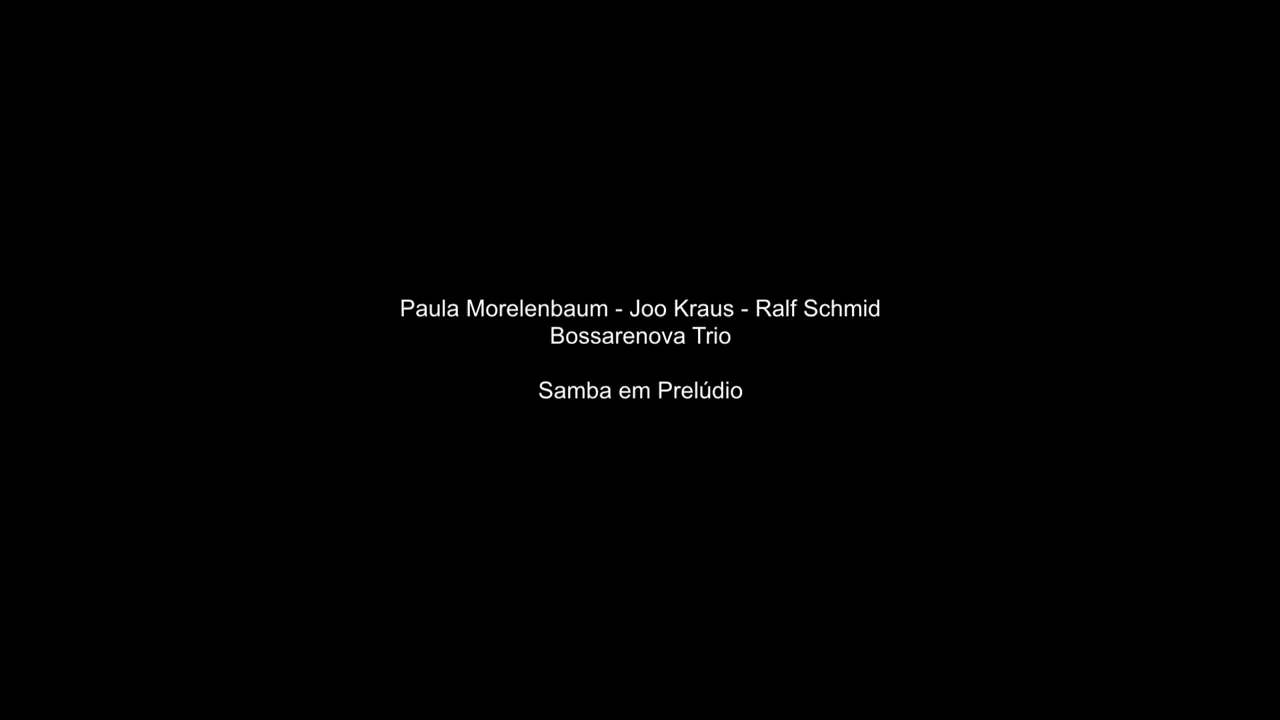 Paula Morelenbaum - Joo Kraus - Ralf Schmid
Bossarenova Trio
Samba em Prelúdio